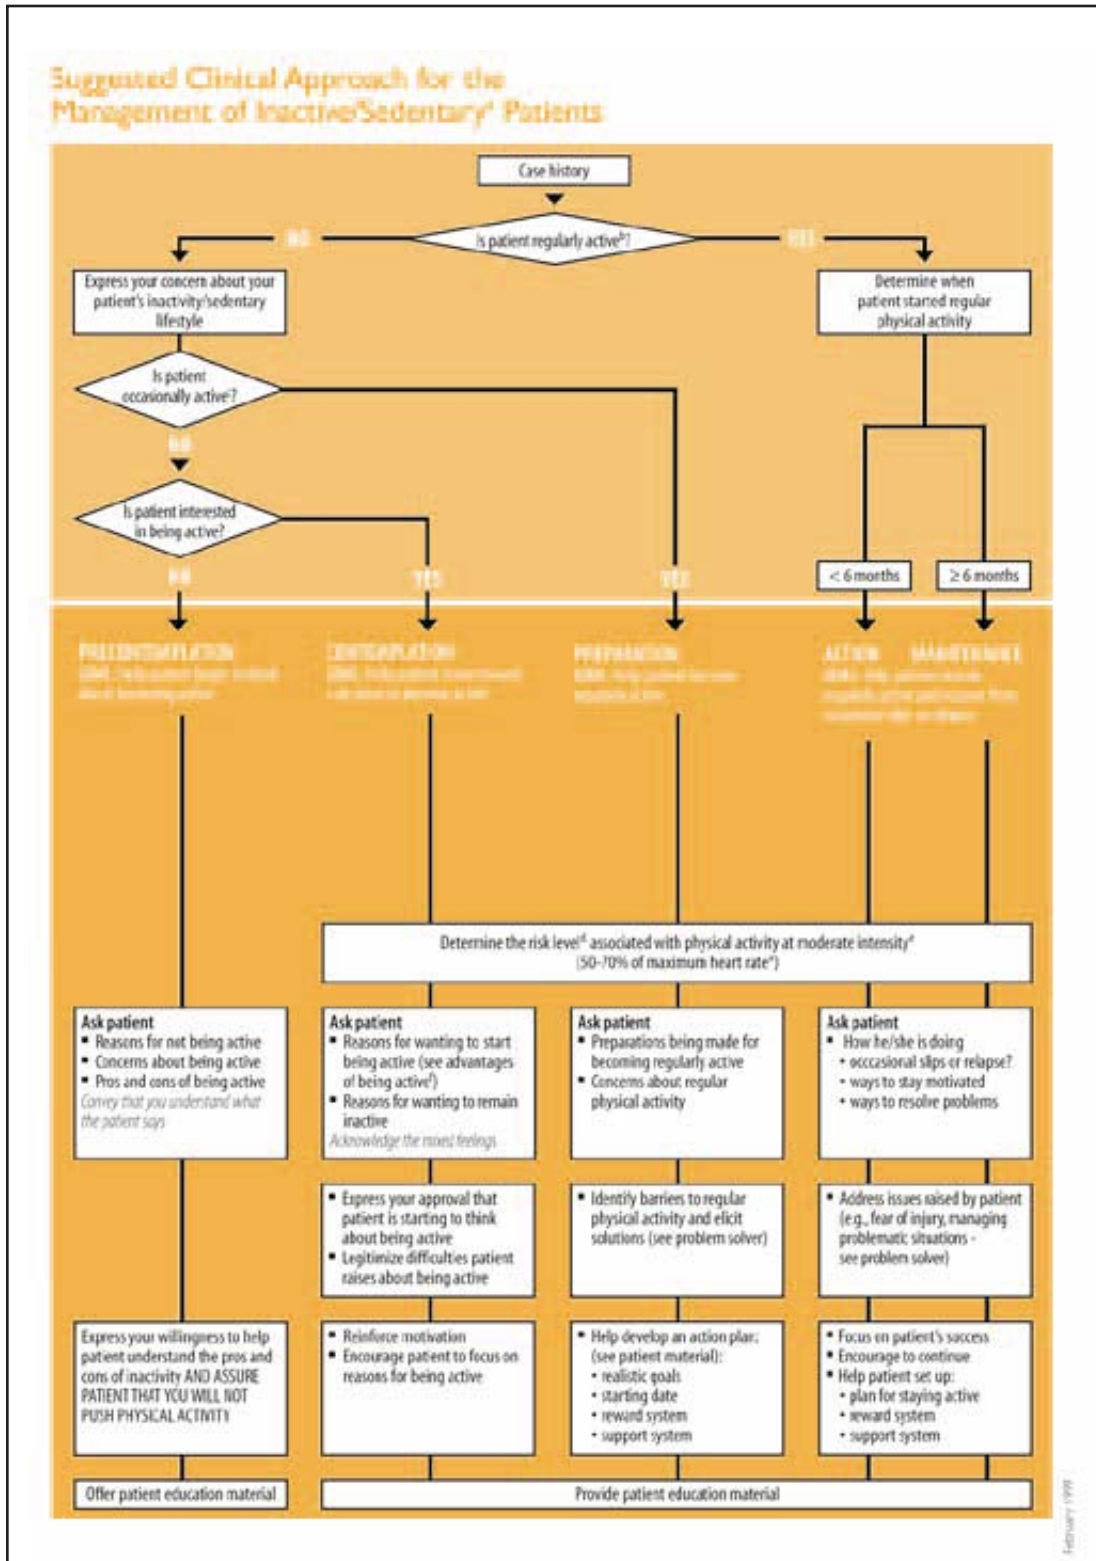 Suggested Clinical Approach for the
Management of Inactive/Sedentaryᵃ Patients
Case history
Is patient regularly activeᵇ?
NO
YES
Express your concern about your
patient's inactivity/sedentary
lifestyle
Determine when
patient started regular
physical activity
Is patient
occasionally activeᶜ?
NO
Is patient interested
in being active?
NO
YES
YES
< 6 months
≥ 6 months
PRECONTEMPLATION
CONTEMPLATION
PREPARATION
ACTION
MAINTENANCE
Determine the risk levelᵈ associated with physical activity at moderate intensityᵉ
(50-70% of maximum heart rateᵉ)
Ask patient
▪ Reasons for not being active
▪ Concerns about being active
▪ Pros and cons of being active
Convey that you understand what
the patient says
Ask patient
▪ Reasons for wanting to start
being active (see advantages
of being activeᶠ)
▪ Reasons for wanting to remain
inactive
Acknowledge the mixed feelings
Ask patient
▪ Preparations being made for
becoming regularly active
▪ Concerns about regular
physical activity
Ask patient
▪ How he/she is doing
• occcasional slips or relapse?
• ways to stay motivated
• ways to resolve problems
▪ Express your approval that
patient is starting to think
about being active
▪ Legitimize difficulties patient
raises about being active
▪ Identify barriers to regular
physical activity and elicit
solutions (see problem solver)
▪ Address issues raised by patient
(e.g., fear of injury, managing
problematic situations -
see problem solver)
Express your willingness to help
patient understand the pros and
cons of inactivity AND ASSURE
PATIENT THAT YOU WILL NOT
PUSH PHYSICAL ACTIVITY
▪ Reinforce motivation
▪ Encourage patient to focus on
reasons for being active
▪ Help develop an action plan:
(see patient material):
• realistic goals
• starting date
• reward system
• support system
▪ Focus on patient's success
▪ Encourage to continue
▪ Help patient set up:
• plan for staying active
• reward system
• support system
Offer patient education material
Provide patient education material
February 1999